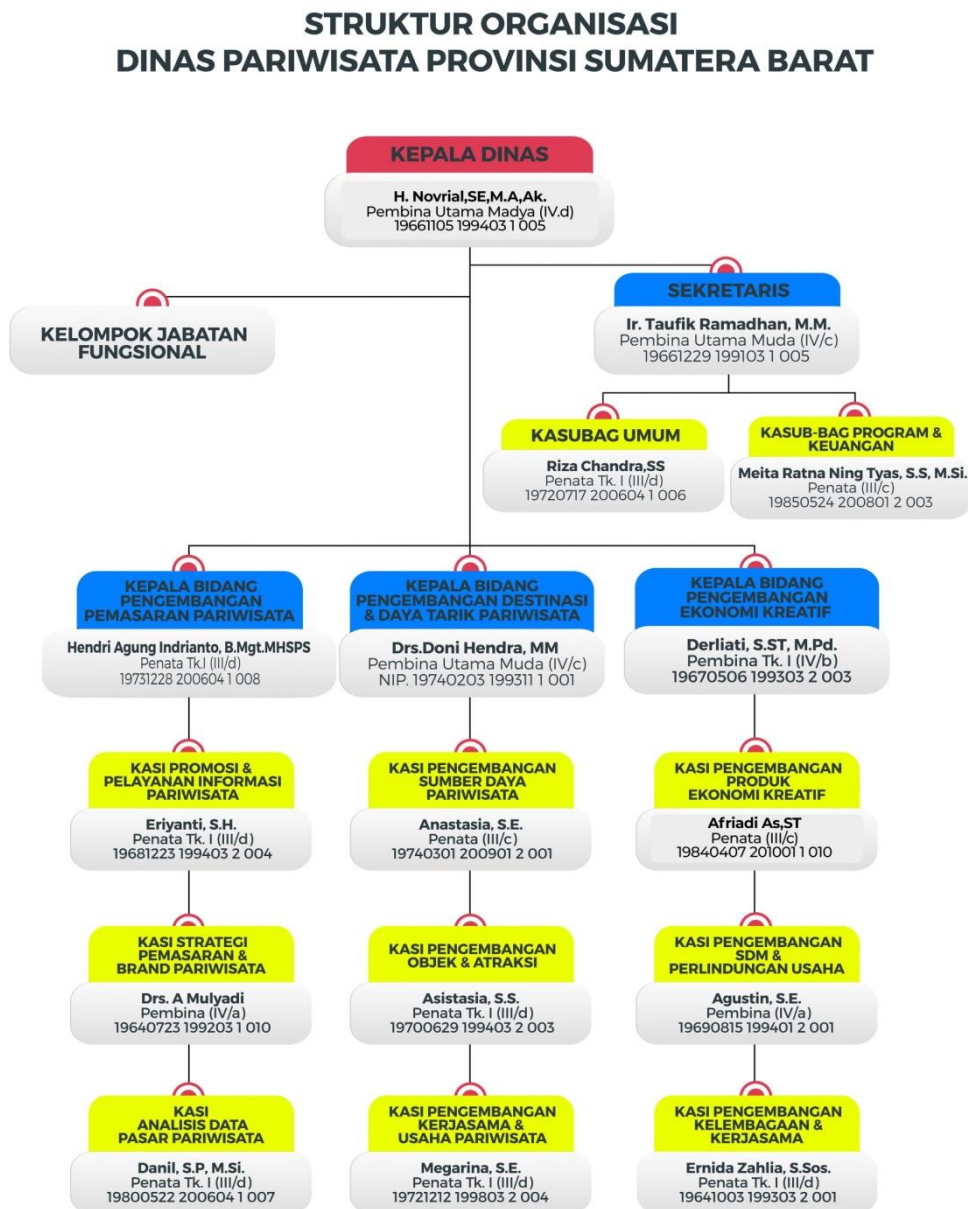 STRUKTUR ORGANISASI
DINAS PARIWISATA PROVINSI SUMATERA BARAT
KEPALA DINAS
H. Novrial,SE,M.A,Ak.
Pembina Utama Madya (IV.d)
19661105 199403 1 005
KELOMPOK JABATAN
FUNGSIONAL
SEKRETARIS
Ir. Taufik Ramadhan, M.M.
Pembina Utama Muda (IV/c)
19661229 199103 1 005
KASUBAG UMUM
Riza Chandra,SS
Penata Tk. I (III/d)
19720717 200604 1 006
KASUB-BAG PROGRAM &
KEUANGAN
Meita Ratna Ning Tyas, S.S, M.Si.
Penata (III/c)
19850524 200801 2 003
KEPALA BIDANG
PENGEMBANGAN
PEMASARAN PARIWISATA
Hendri Agung Indrianto, B.Mgt.MHSPS
Penata Tk.I (III/d)
19731228 200604 1 008
KEPALA BIDANG
PENGEMBANGAN DESTINASI
& DAYA TARIK PARIWISATA
Drs.Doni Hendra, MM
Pembina Utama Muda (IV/c)
NIP. 19740203 199311 1 001
KEPALA BIDANG
PENGEMBANGAN
EKONOMI KREATIF
Derliati, S.ST, M.Pd.
Pembina Tk. I (IV/b)
19670506 199303 2 003
KASI PROMOSI &
PELAYANAN INFORMASI
PARIWISATA
Eriyanti, S.H.
Penata Tk. I (III/d)
19681223 199403 2 004
KASI PENGEMBANGAN
SUMBER DAYA
PARIWISATA
Anastasia, S.E.
Penata (III/c)
19740301 200901 2 001
KASI PENGEMBANGAN
PRODUK
EKONOMI KREATIF
Afriadi As,ST
Penata (III/c)
19840407 201001 1 010
KASI STRATEGI
PEMASARAN &
BRAND PARIWISATA
Drs. A Mulyadi
Pembina (IV/a)
19640723 199203 1 010
KASI PENGEMBANGAN
OBJEK & ATRAKSI
Asistasia, S.S.
Penata Tk. I (III/d)
19700629 199403 2 003
KASI PENGEMBANGAN
SDM &
PERLINDUNGAN USAHA
Agustin, S.E.
Pembina (IV/a)
19690815 199401 2 001
KASI
ANALISIS DATA
PASAR PARIWISATA
Danil, S.P, M.Si.
Penata Tk. I (III/d)
19800522 200604 1 007
KASI PENGEMBANGAN
KERJASAMA &
USAHA PARIWISATA
Megarina, S.E.
Penata Tk. I (III/d)
19721212 199803 2 004
KASI PENGEMBANGAN
KELEMBAGAAN &
KERJASAMA
Ernida Zahlia, S.Sos.
Penata Tk. I (III/d)
19641003 199303 2 001